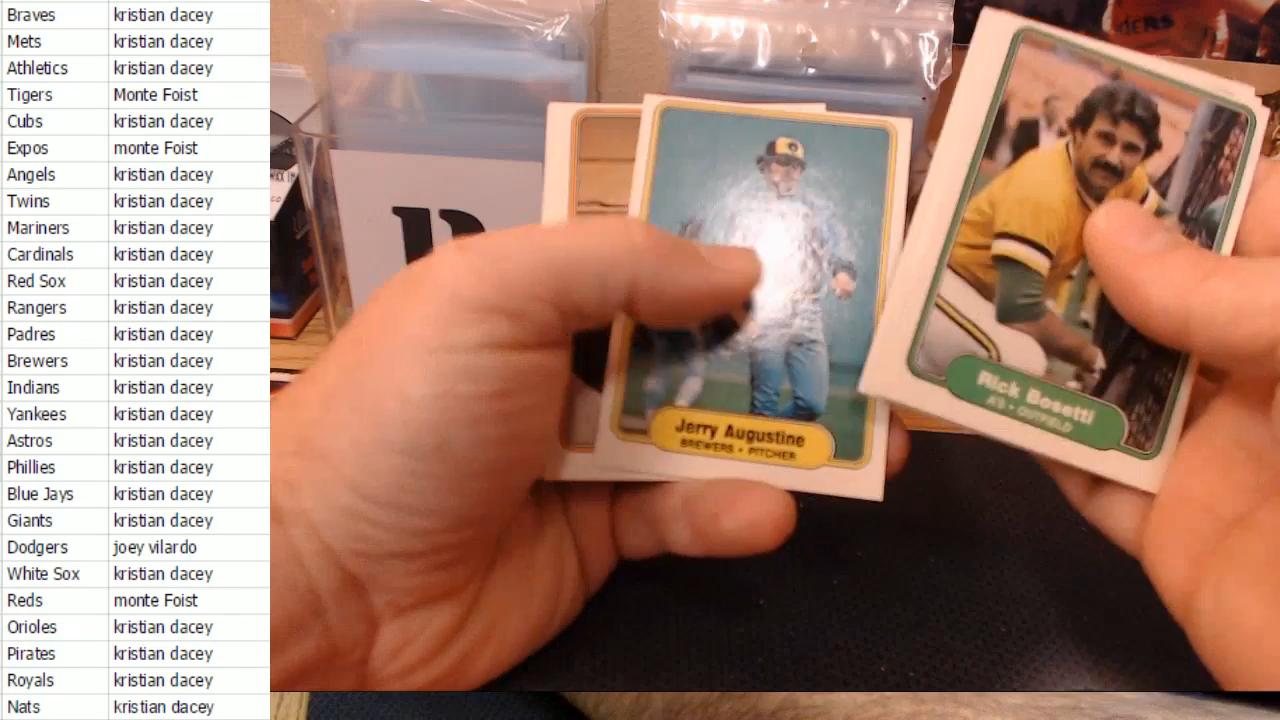 Braves kristian dacey
Mets kristian dacey
Athletics kristian dacey
Tigers Monte Foist
Cubs kristian dacey
Expos monte Foist
Angels kristian dacey
Twins kristian dacey
Mariners kristian dacey
Cardinals kristian dacey
Red Sox kristian dacey
Rangers kristian dacey
Padres kristian dacey
Brewers kristian dacey
Indians kristian dacey
Yankees kristian dacey
Astros kristian dacey
Phillies kristian dacey
Blue Jays kristian dacey
Giants kristian dacey
Dodgers joey vilardo
White Sox kristian dacey
Reds monte Foist
Orioles kristian dacey
Pirates kristian dacey
Royals kristian dacey
Nats kristian dacey
Jerry Augustine
BREWERS • PITCHER
Rick Bosetti
A'S • OUTFIELD